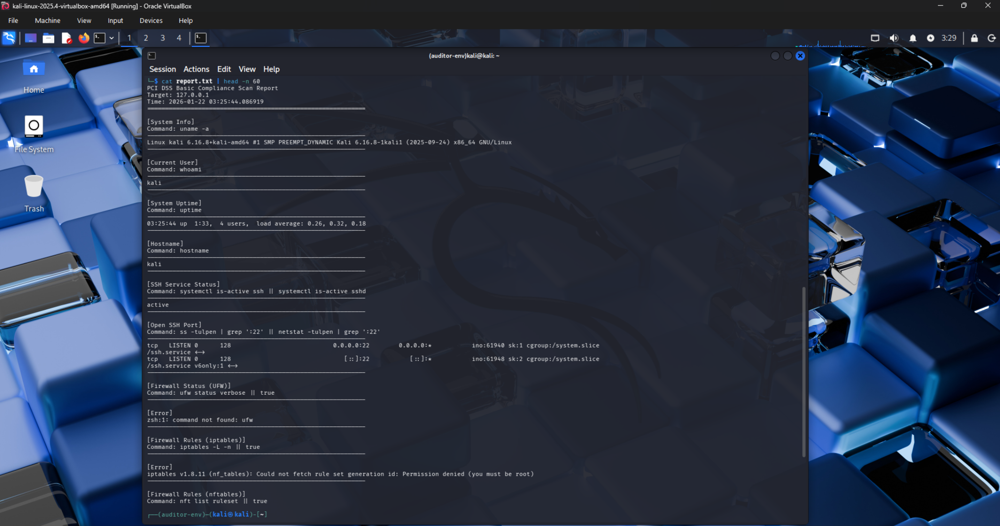 kali-linux-2025.4-virtualbox-amd64 [Running] - Oracle VirtualBox
File Machine View Input Devices Help
1 2 3 4 3:29
(auditor-env)kali@kali: ~
Session Actions Edit View Help
Home
File System
Trash
└─$ cat report.txt | head -n 60
PCI DSS Basic Compliance Scan Report
Target: 127.0.0.1
Time: 2026-01-22 03:25:44.086919
[System Info]
Command: uname -a
Linux kali 6.16.8+kali-amd64 #1 SMP PREEMPT_DYNAMIC Kali 6.16.8-1kali1 (2025-09-24) x86_64 GNU/Linux
[Current User]
Command: whoami
kali
[System Uptime]
Command: uptime
03:25:44 up  1:33,  4 users,  load average: 0.26, 0.32, 0.18
[Hostname]
Command: hostname
kali
[SSH Service Status]
Command: systemctl is-active ssh || systemctl is-active sshd
active
[Open SSH Port]
Command: ss -tulpen | grep ':22' || netstat -tulpen | grep ':22'
tcp   LISTEN 0      128                            0.0.0.0:22        0.0.0.0:*           ino:61940 sk:1 cgroup:/system.slice
/ssh.service <->
tcp   LISTEN 0      128                               [::]:22           [::]:*           ino:61948 sk:2 cgroup:/system.slice
/ssh.service v6only:1 <->
[Firewall Status (UFW)]
Command: ufw status verbose || true
[Error]
zsh:1: command not found: ufw
[Firewall Rules (iptables)]
Command: iptables -L -n || true
[Error]
iptables v1.8.11 (nf_tables): Could not fetch rule set generation id: Permission denied (you must be root)
[Firewall Rules (nftables)]
Command: nft list ruleset || true
┌──(auditor-env)─(kali㉿kali)-[~]